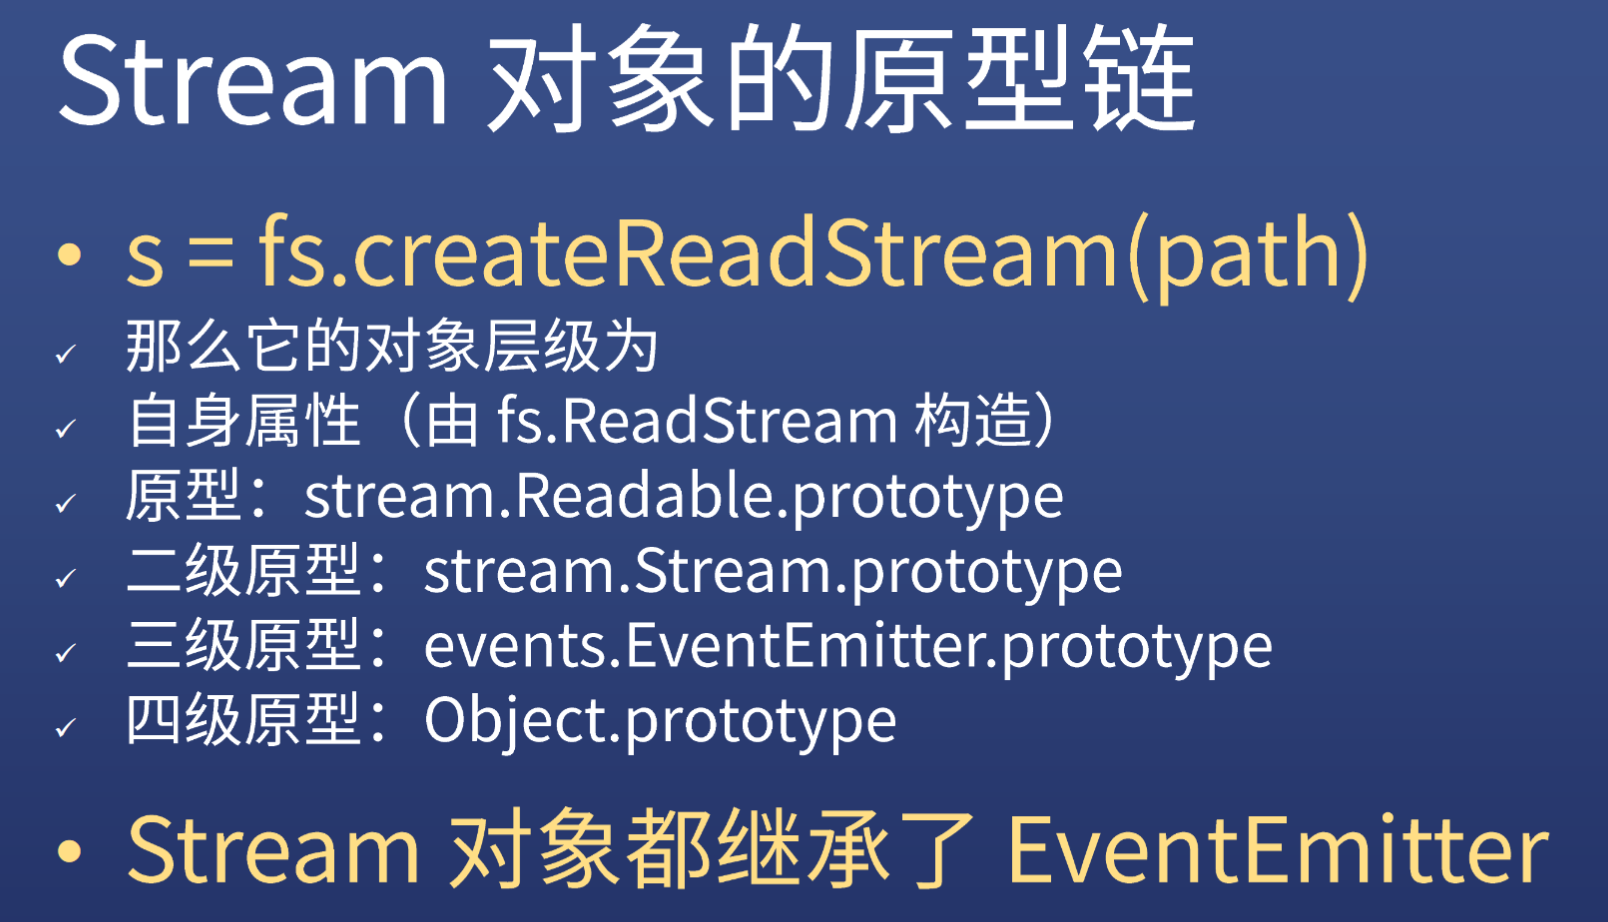 Stream 对象的原型链
• s = fs.createReadStream(path)
✓ 那么它的对象层级为
✓ 自身属性（由 fs.ReadStream 构造）
✓ 原型：stream.Readable.prototype
✓ 二级原型：stream.Stream.prototype
✓ 三级原型：events.EventEmitter.prototype
✓ 四级原型：Object.prototype
• Stream 对象都继承了 EventEmitter